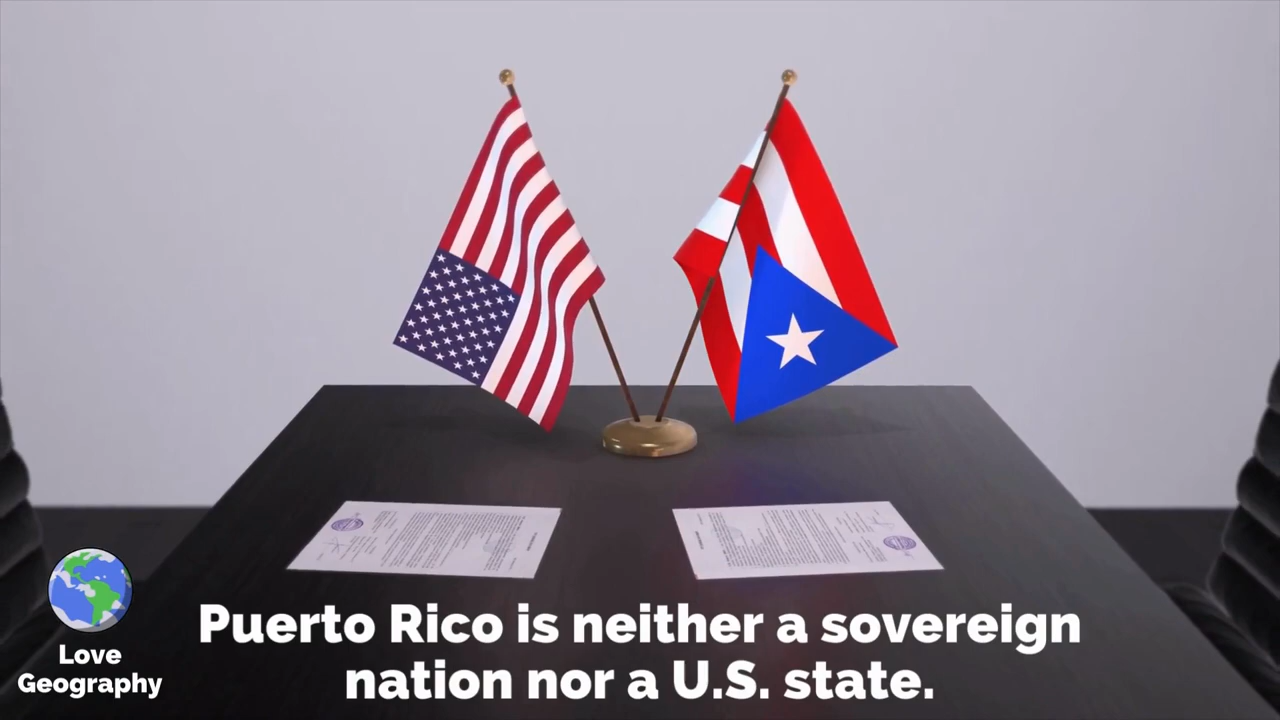 Puerto Rico is neither a sovereign
nation nor a U.S. state.
Love
Geography